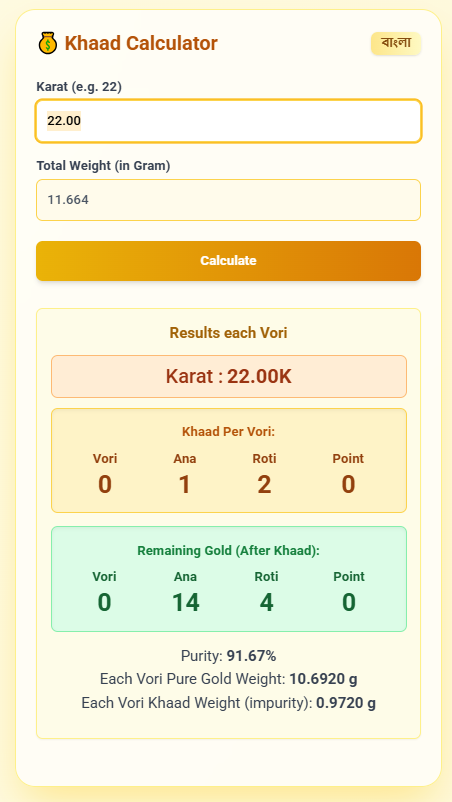 Khaad Calculator
বাংলা
Karat (e.g. 22)
22.00
Total Weight (in Gram)
11.664
Calculate
Results each Vori
Karat : 22.00K
Khaad Per Vori:
Vori Ana Roti Point
0 1 2 0
Remaining Gold (After Khaad):
Vori Ana Roti Point
0 14 4 0
Purity: 91.67%
Each Vori Pure Gold Weight: 10.6920 g
Each Vori Khaad Weight (impurity): 0.9720 g